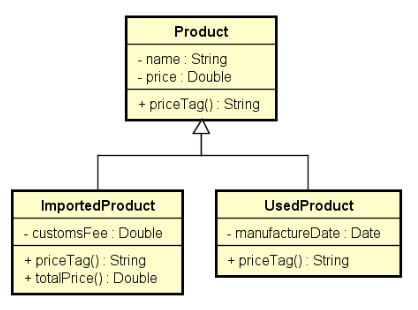 Product
- name : String
- price : Double
+ priceTag() : String
ImportedProduct
- customsFee : Double
+ priceTag() : String
+ totalPrice() : Double
UsedProduct
- manufactureDate : Date
+ priceTag() : String